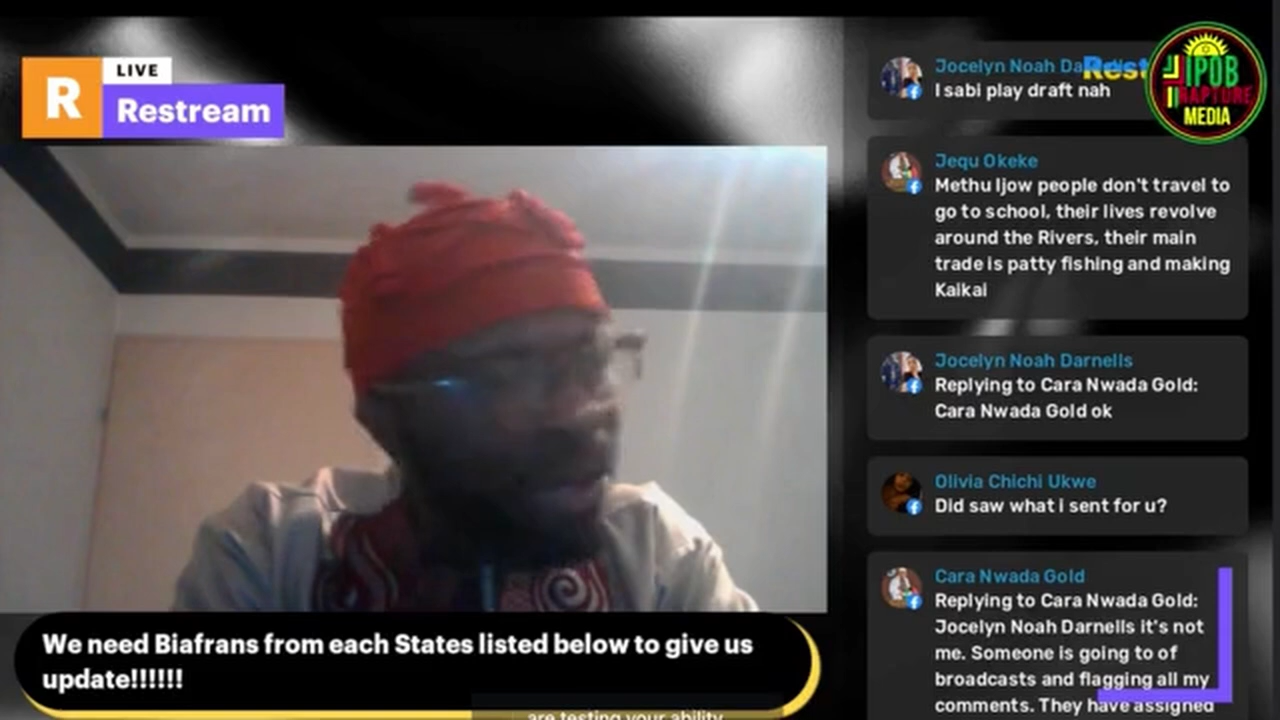 R
LIVE
Restream
Jocelyn Noah
I sabi play draft nah
Rest
IPOB
RAPTURE
MEDIA
Jequ Okeke
Methu Ijow people don't travel to
go to school, their lives revolve
around the Rivers, their main
trade is patty fishing and making
Kaikai
Jocelyn Noah Darnells
Replying to Cara Nwada Gold:
Cara Nwada Gold ok
Olivia Chichi Ukwe
Did saw what i sent for u?
Cara Nwada Gold
Replying to Cara Nwada Gold:
Jocelyn Noah Darnells it's not
me. Someone is going to of
broadcasts and flagging all my
comments. They have assigned
We need Biafrans from each States listed below to give us
update!!!!!!
are testing your ability